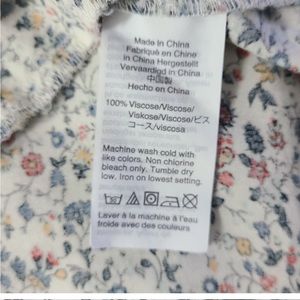 Made in China
Fabriqué en Chine
In China Hergestellt
Vervaardigd in China
中国製
Hecho en China
100% Viscose/Viscose/
Viskose/Viscose/ビス
コース/viscosa
Machine wash cold with
like colors. Non chlorine
bleach only. Tumble dry
low. Iron on lowest setting.
Laver à la machine à l'eau
froide avec des couleurs